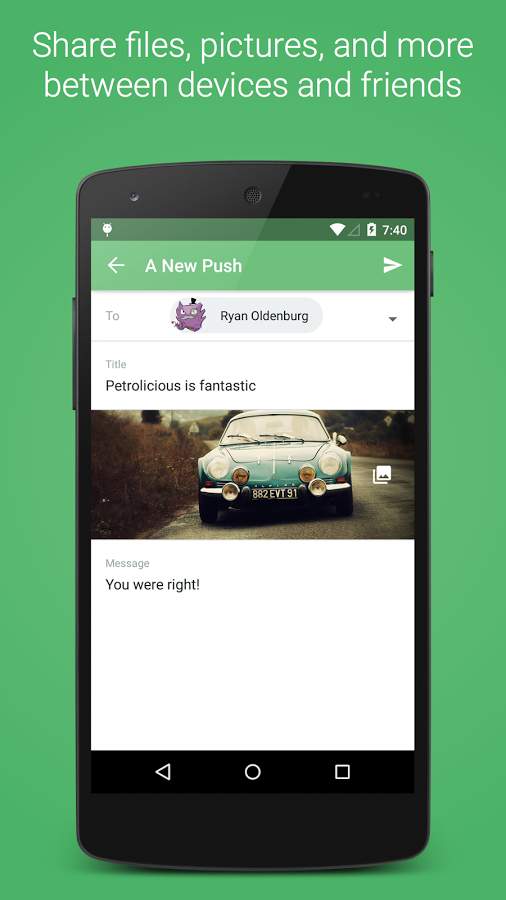 Share files, pictures, and more
between devices and friends
7:40
A New Push
To
Ryan Oldenburg
Title
Petrolicious is fantastic
882 EVT 91
Message
You were right!